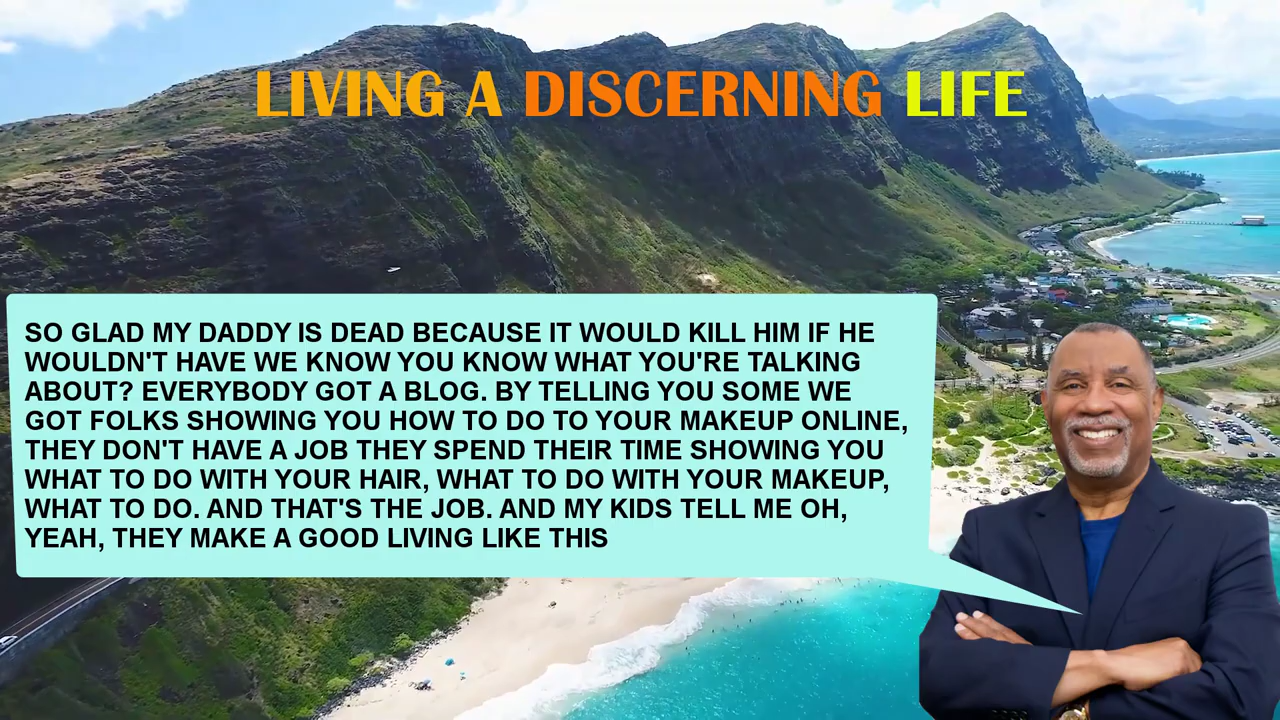 LIVING A DISCERNING LIFE
SO GLAD MY DADDY IS DEAD BECAUSE IT WOULD KILL HIM IF HE
WOULDN'T HAVE WE KNOW YOU KNOW WHAT YOU'RE TALKING
ABOUT? EVERYBODY GOT A BLOG. BY TELLING YOU SOME WE
GOT FOLKS SHOWING YOU HOW TO DO TO YOUR MAKEUP ONLINE,
THEY DON'T HAVE A JOB THEY SPEND THEIR TIME SHOWING YOU
WHAT TO DO WITH YOUR HAIR, WHAT TO DO WITH YOUR MAKEUP,
WHAT TO DO. AND THAT'S THE JOB. AND MY KIDS TELL ME OH,
YEAH, THEY MAKE A GOOD LIVING LIKE THIS